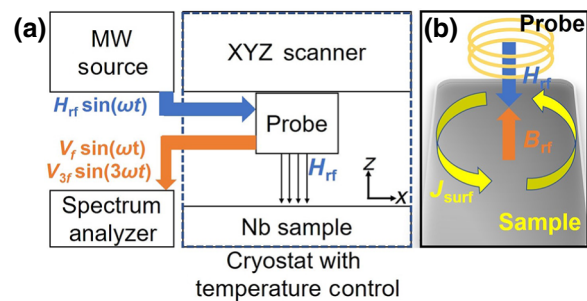 (a)
MW
source
XYZ scanner
H_rf sin(ωt)
Probe
V_f sin(ωt)
V_3f sin(3ωt)
H_rf
Z
X
Spectrum
analyzer
Nb sample
Cryostat with
temperature control
(b)
Probe
H_rf
B_rf
J_surf
Sample